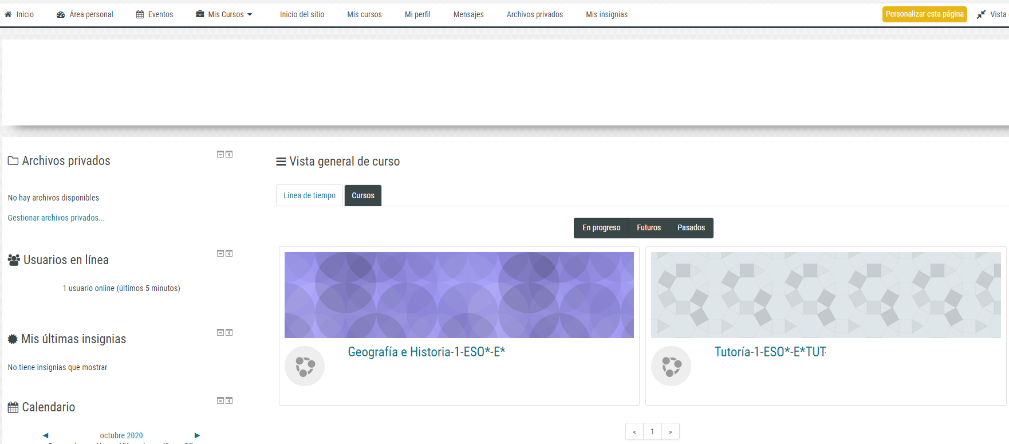 Inicio Área personal Eventos Mis Cursos Inicio del sitio Mis cursos Mi perfil Mensajes Archivos privados Mis insignias Personalizar esta página Vista
Archivos privados
No hay archivos disponibles
Gestionar archivos privados...
Usuarios en línea
1 usuario online (últimos 5 minutos)
Mis últimas insignias
No tiene insignias que mostrar
Calendario
◄ octubre 2020 ►
Vista general de curso
Línea de tiempo Cursos
En progreso Futuros Pasados
Geografía e Historia-1-ESO*-E*
Tutoría-1-ESO*-E*TUT
« 1 »